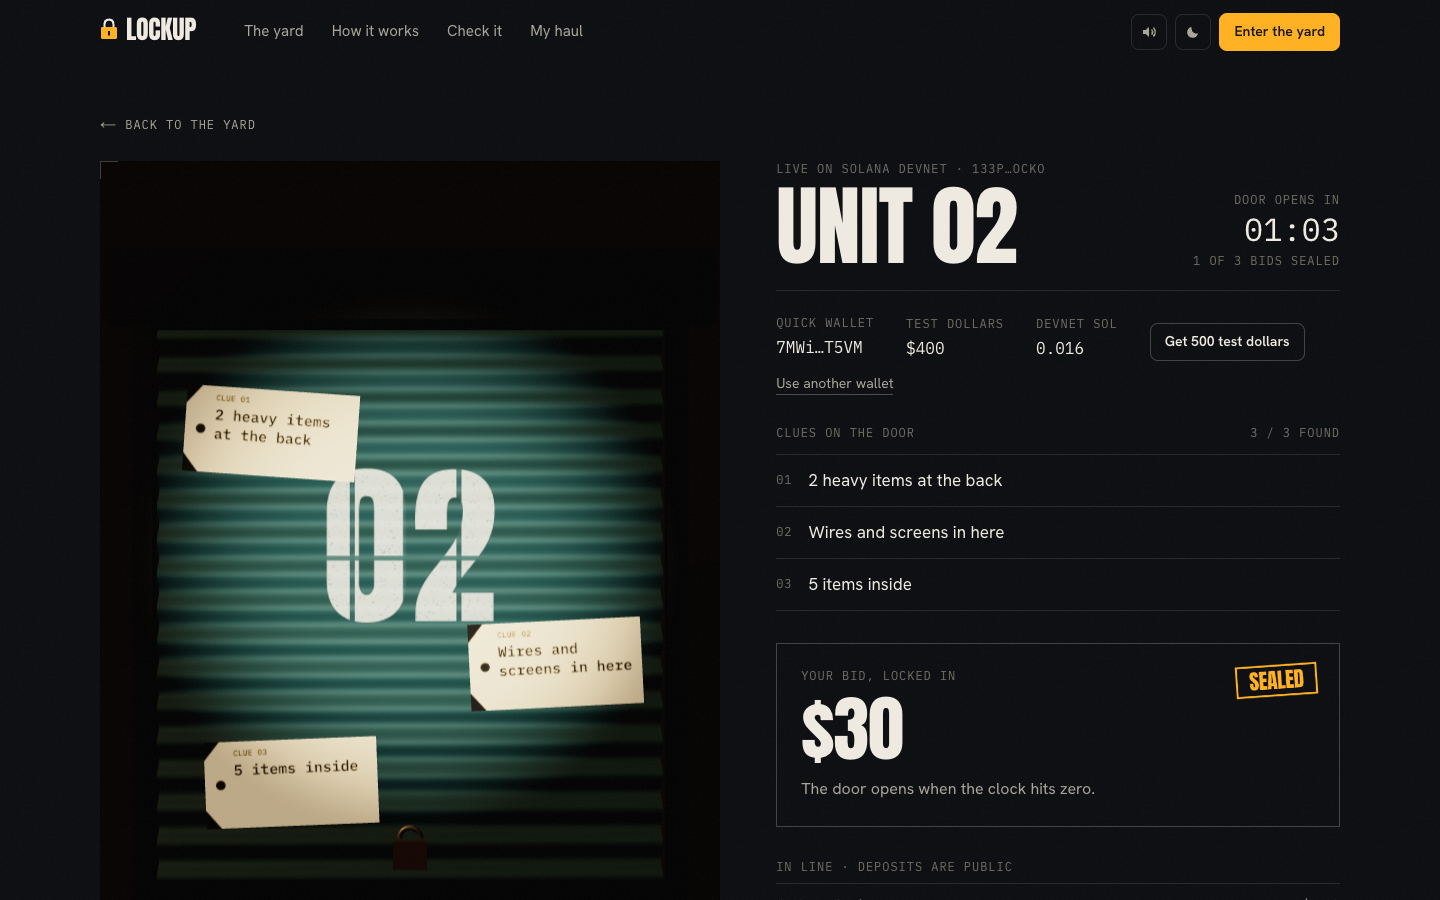 LOCKUP
The yard
How it works
Check it
My haul
Enter the yard
← BACK TO THE YARD
CLUE 01
2 heavy items
at the back
02
CLUE 02
Wires and
screens in here
CLUE 03
5 items inside
LIVE ON SOLANA DEVNET · 133P…OCKO
UNIT 02
DOOR OPENS IN
01:03
1 OF 3 BIDS SEALED
QUICK WALLET
7MWi…T5VM
TEST DOLLARS
$400
DEVNET SOL
0.016
Get 500 test dollars
Use another wallet
CLUES ON THE DOOR
3 / 3 FOUND
01 2 heavy items at the back
02 Wires and screens in here
03 5 items inside
YOUR BID, LOCKED IN
SEALED
$30
The door opens when the clock hits zero.
IN LINE · DEPOSITS ARE PUBLIC